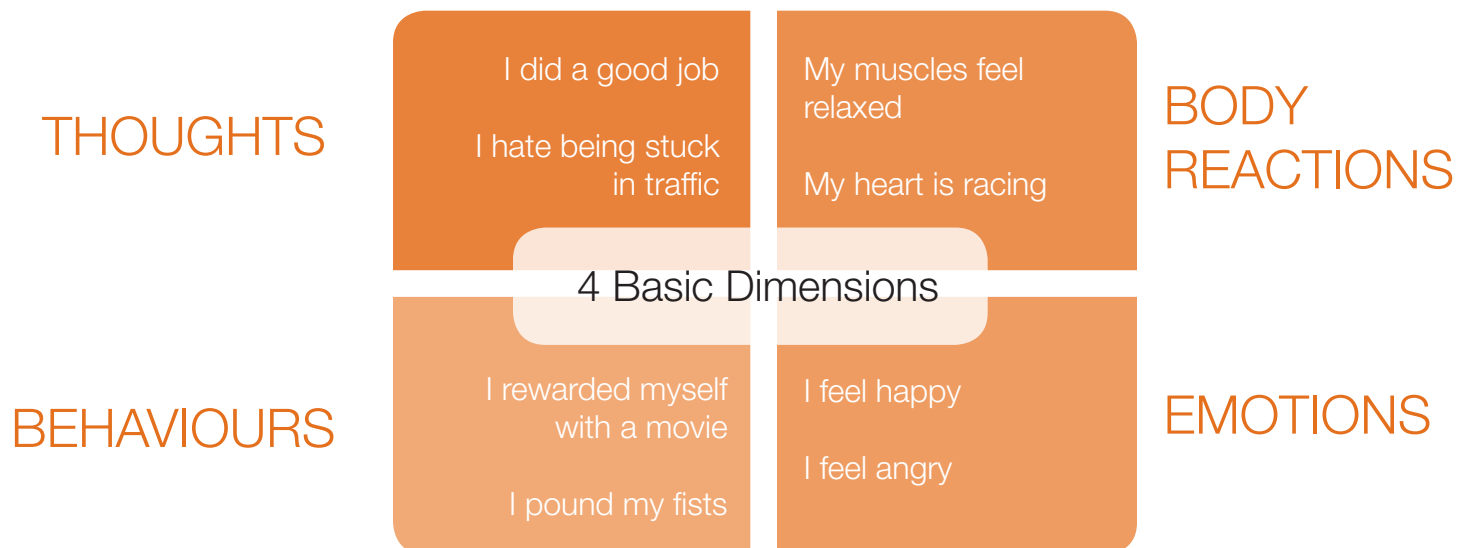 THOUGHTS
I did a good job
I hate being stuck
in traffic
My muscles feel
relaxed
My heart is racing
BODY
REACTIONS
4 Basic Dimensions
BEHAVIOURS
I rewarded myself
with a movie
I pound my fists
I feel happy
I feel angry
EMOTIONS